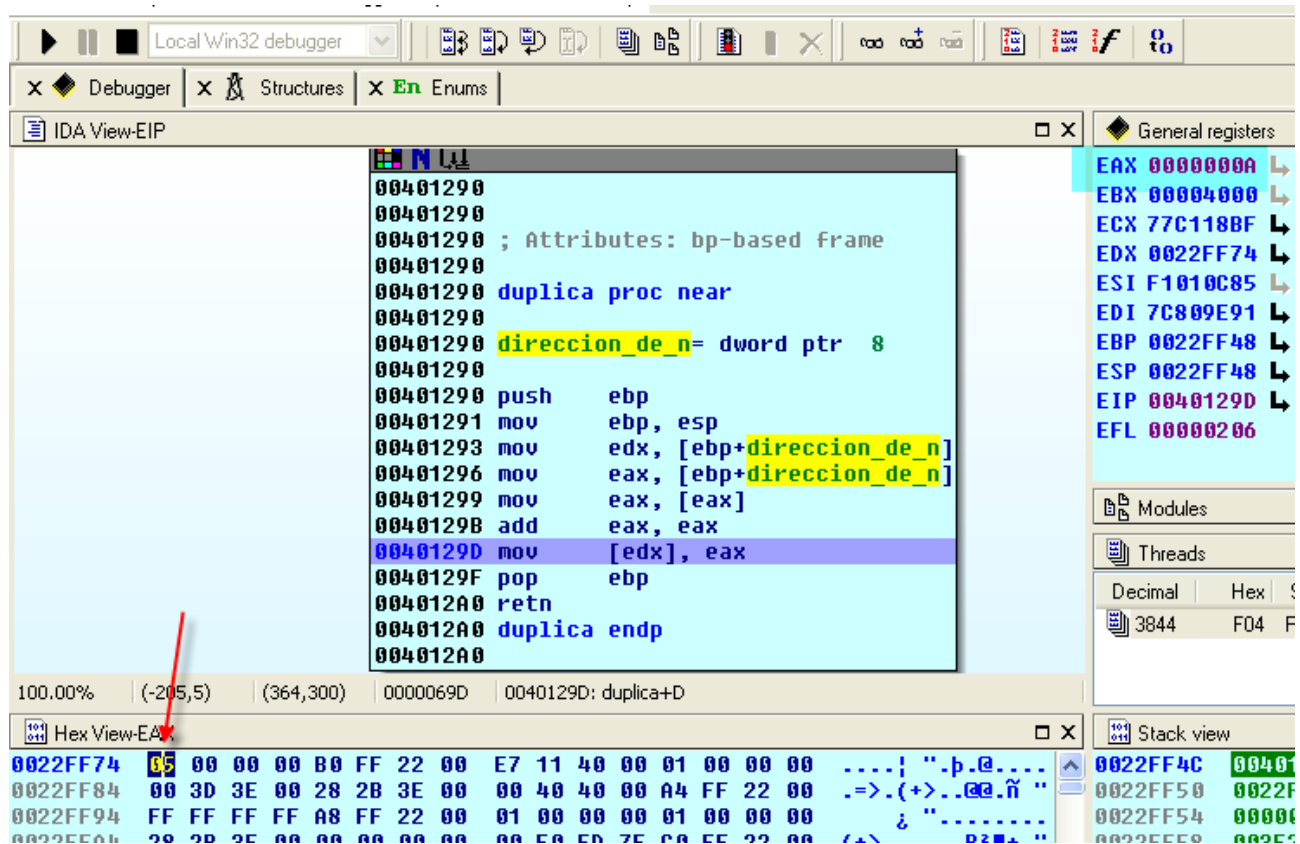 Local Win32 debugger
Debugger Structures En Enums
IDA View-EIP
General registers
00401290
00401290
00401290 ; Attributes: bp-based frame
00401290
00401290 duplica proc near
00401290
00401290 direccion_de_n= dword ptr 8
00401290
00401290 push ebp
00401291 mov ebp, esp
00401293 mov edx, [ebp+direccion_de_n]
00401296 mov eax, [ebp+direccion_de_n]
00401299 mov eax, [eax]
0040129B add eax, eax
0040129D mov [edx], eax
0040129F pop ebp
004012A0 retn
004012A0 duplica endp
004012A0
EAX 0000000A
EBX 00004000
ECX 77C118BF
EDX 0022FF74
ESI F1010C85
EDI 7C809E91
EBP 0022FF48
ESP 0022FF48
EIP 0040129D
EFL 00000206
Modules
Threads
Decimal Hex
3844 F04
100.00% (-205,5) (364,300) 0000069D 0040129D: duplica+D
Hex View-EAX
0022FF74 05 00 00 00 B0 FF 22 00 E7 11 40 00 01 00 00 00 ....¦ ".þ.@....
0022FF84 00 3D 3E 00 28 2B 3E 00 00 40 40 00 A4 FF 22 00 .=>.(+>..@@.ñ "
0022FF94 FF FF FF FF A8 FF 22 00 01 00 00 00 01 00 00 00 ¿ ".........
Stack view
0022FF4C
0022FF50
0022FF54